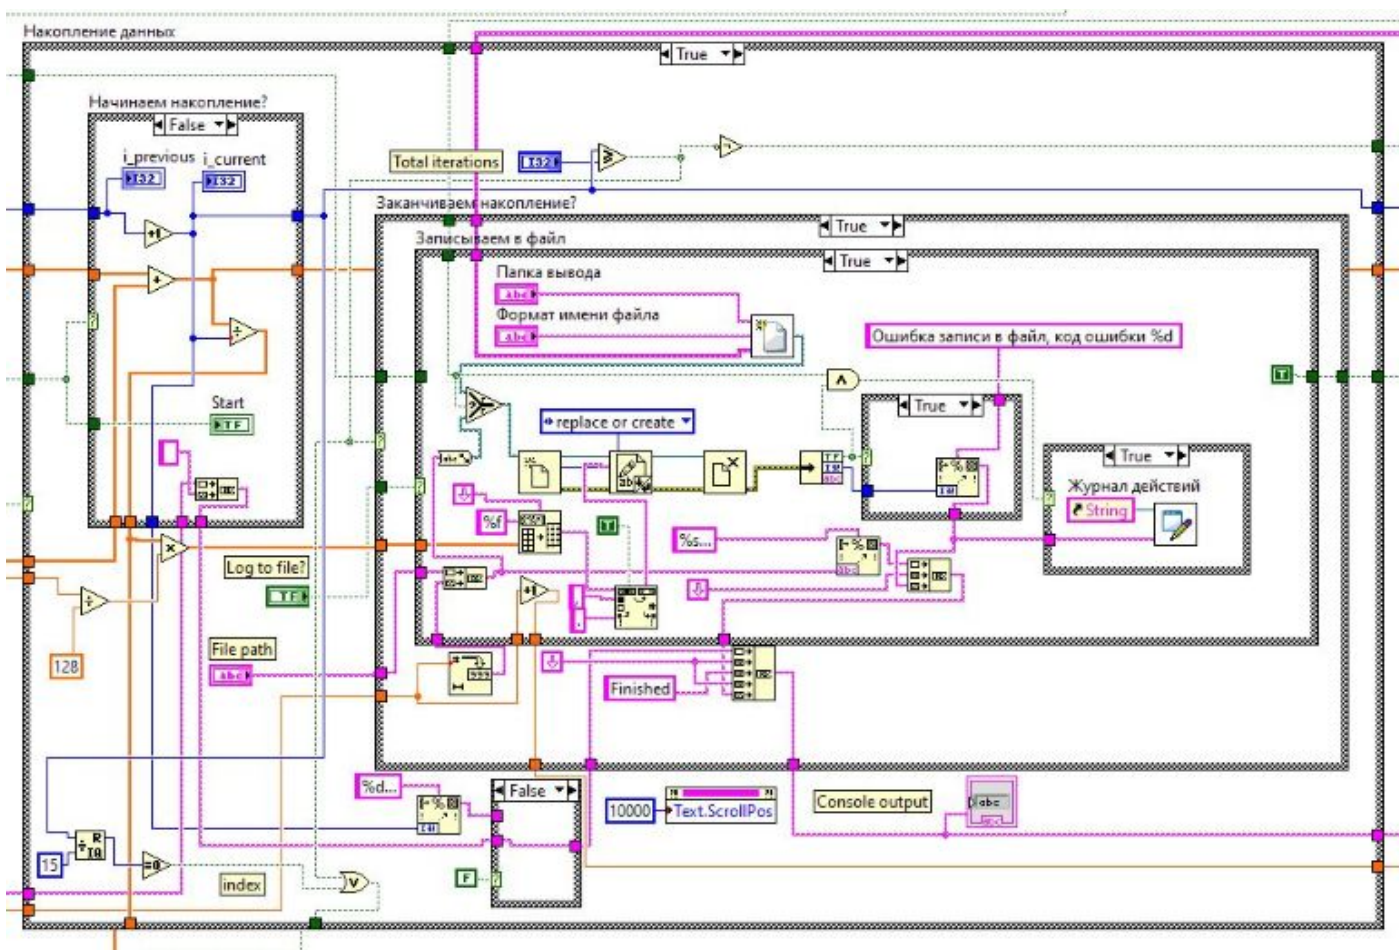 Накопление данных
True
Начинаем накопление?
False
i_previous
i_current
I32
I32
Total iterations
I32
Заканчиваем накопление?
True
Записываем в файл
True
Папка вывода
abc
Формат имени файла
abc
Ошибка записи в файл, код ошибки %d
T
Start
TF
replace or create
True
True
Журнал действий
String
%f
T
%s...
Log to file?
TF
128
File path
abc
Finished
%d...
False
10000
Text.ScrollPos
Console output
abc
15
R
IQ
=0
index
V
F